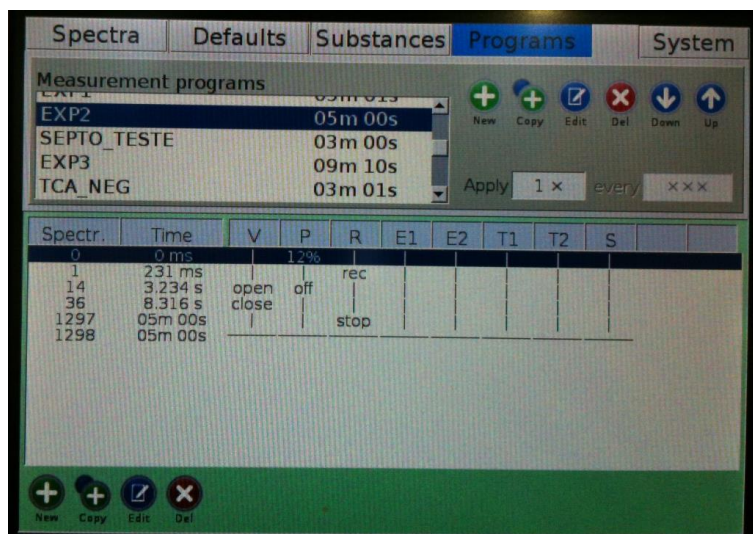 Spectra Defaults Substances Programs System
Measurement programs
EXP1 03m 01s
EXP2 05m 00s
SEPTO_TESTE 03m 00s
EXP3 09m 10s
TCA_NEG 03m 01s
New Copy Edit Del Down Up
Apply 1 × every ×××
Spectr. Time V P R E1 E2 T1 T2 S
0 0 ms 12%
1 231 ms rec
14 3.234 s open off
36 8.316 s close
1297 05m 00s stop
1298 05m 00s
New Copy Edit Del